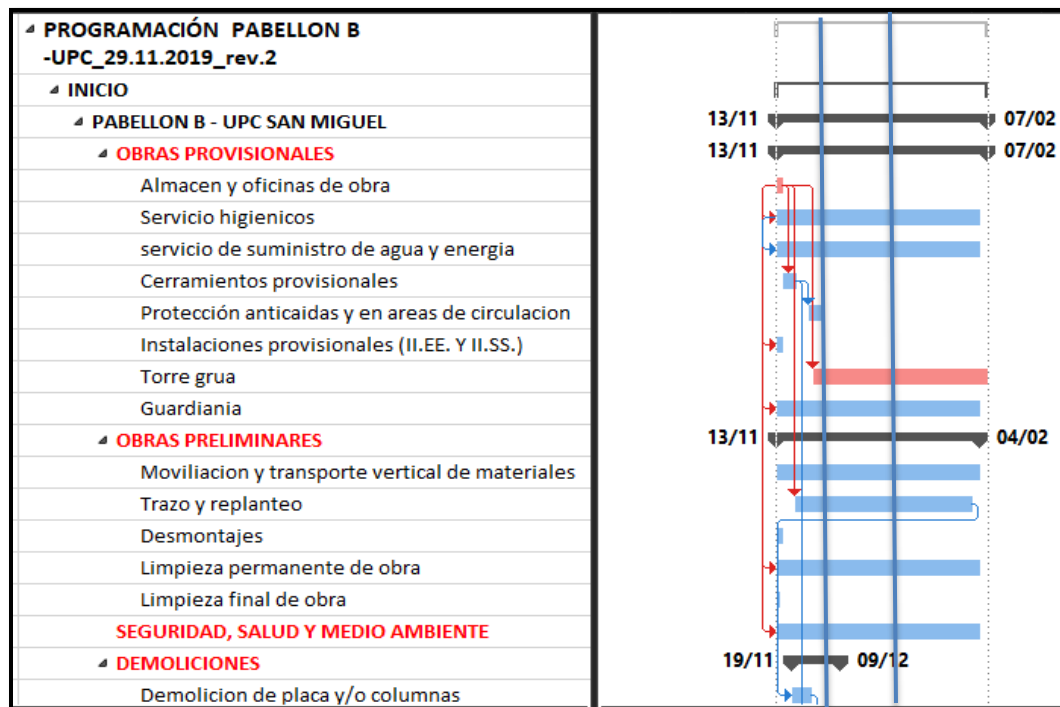 PROGRAMACIÓN PABELLON B
-UPC_29.11.2019_rev.2
INICIO
PABELLON B - UPC SAN MIGUEL 13/11 07/02
OBRAS PROVISIONALES 13/11 07/02
Almacen y oficinas de obra
Servicio higienicos
servicio de suministro de agua y energia
Cerramientos provisionales
Protección anticaidas y en areas de circulacion
Instalaciones provisionales (II.EE. Y II.SS.)
Torre grua
Guardiania
OBRAS PRELIMINARES 13/11 04/02
Moviliacion y transporte vertical de materiales
Trazo y replanteo
Desmontajes
Limpieza permanente de obra
Limpieza final de obra
SEGURIDAD, SALUD Y MEDIO AMBIENTE
DEMOLICIONES 19/11 09/12
Demolicion de placa y/o columnas